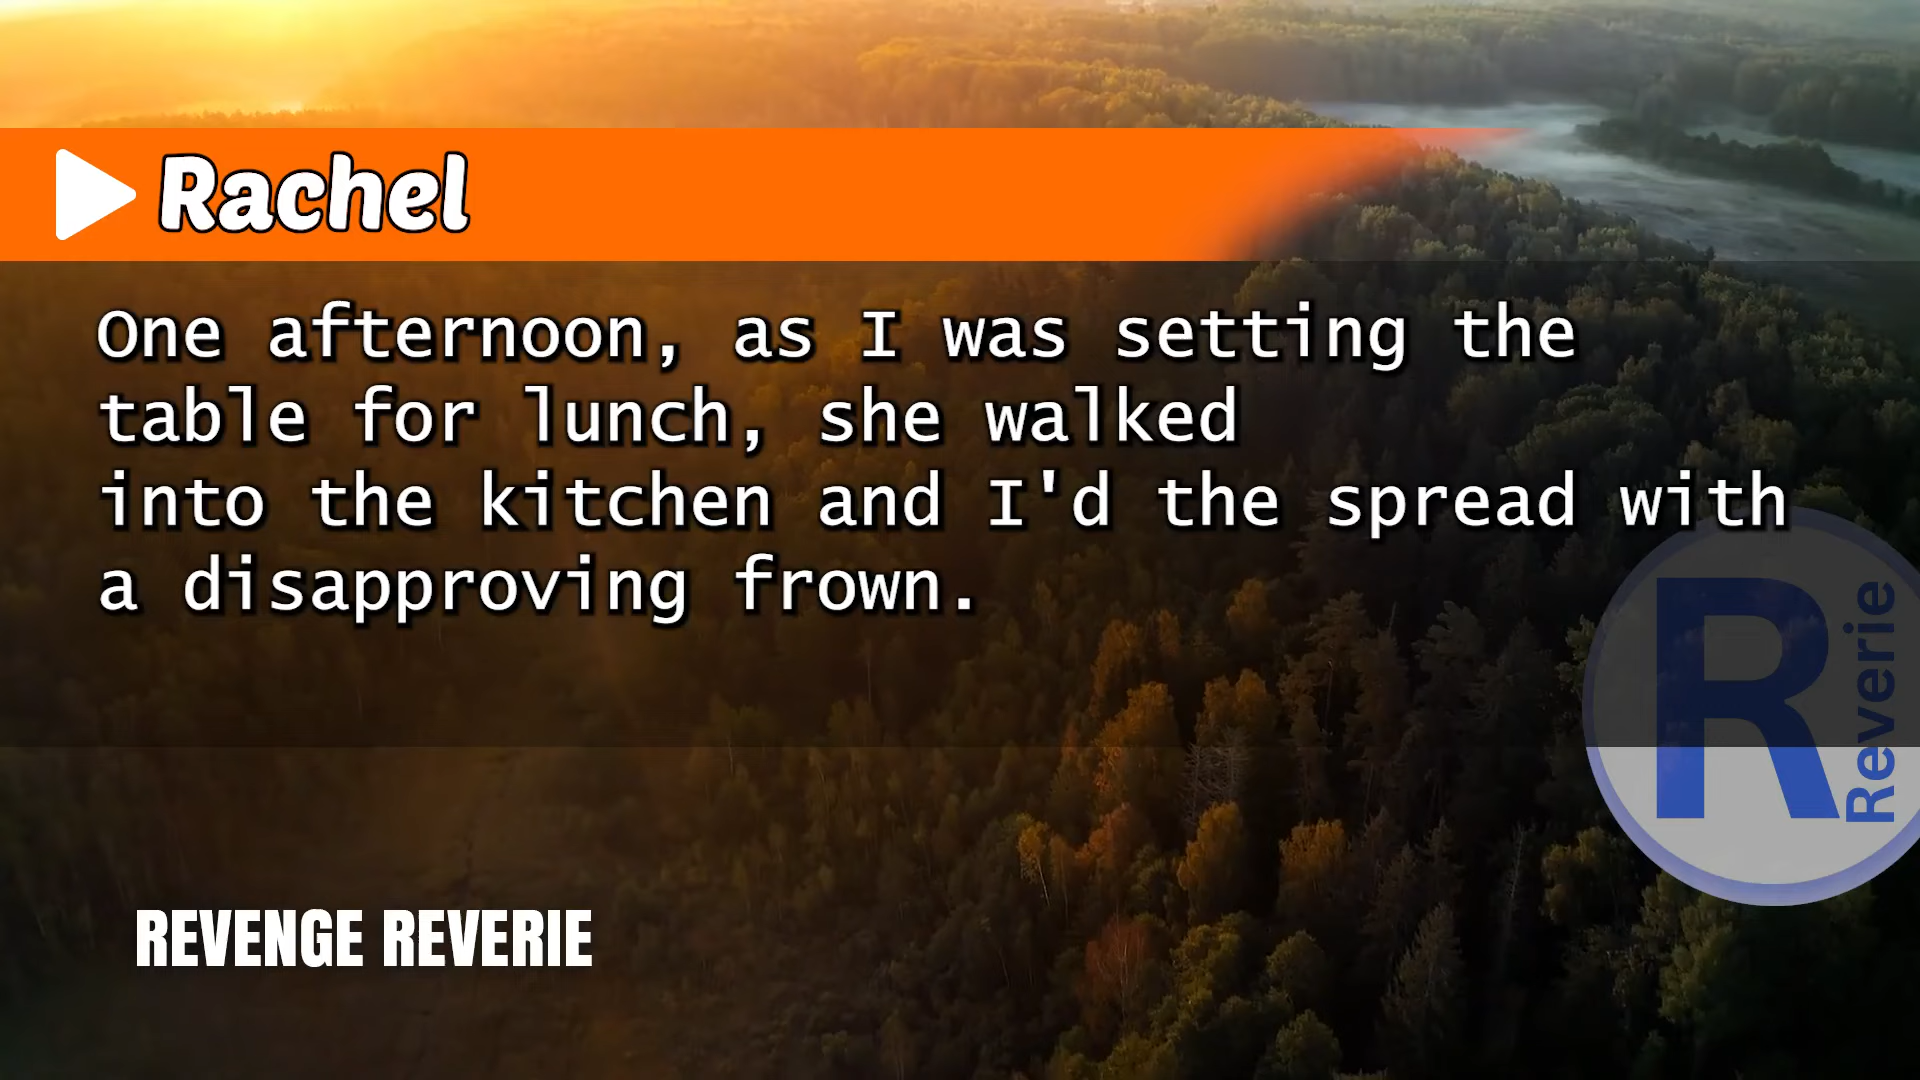 Rachel
One afternoon, as I was setting the
table for lunch, she walked
into the kitchen and I'd the spread with
a disapproving frown.
R
Reverie
REVENGE REVERIE